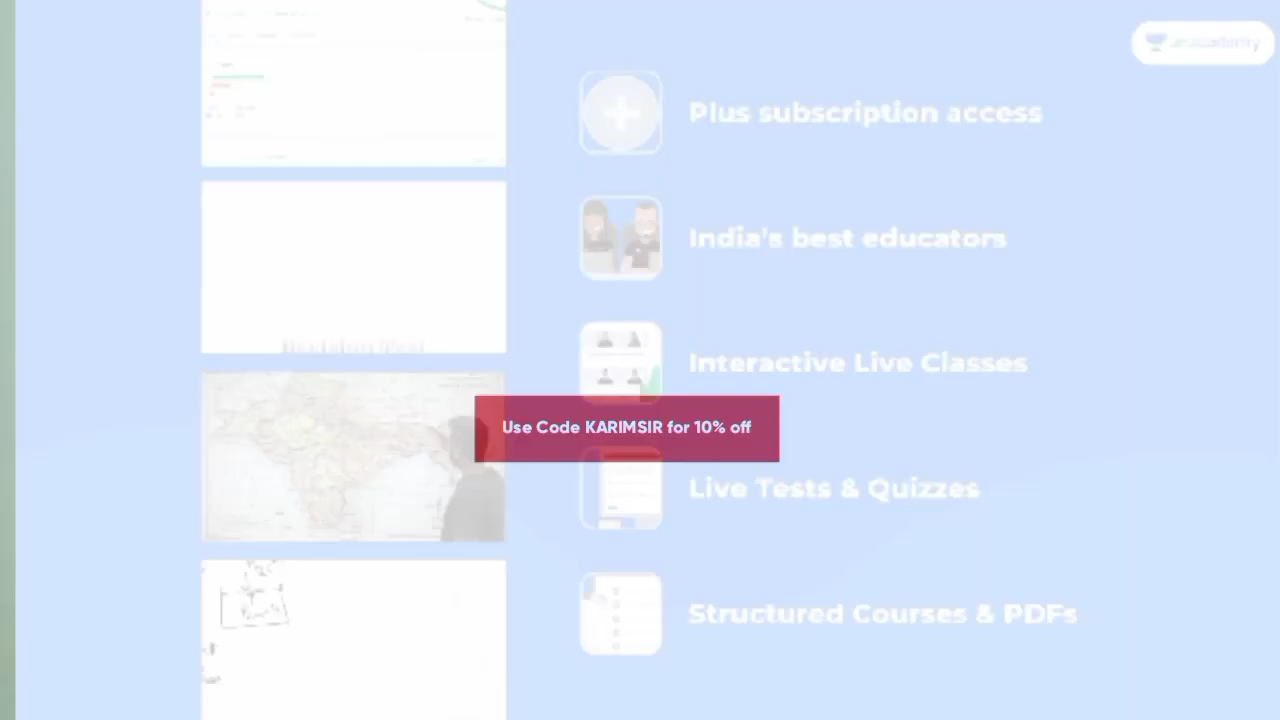 unacademy
Plus subscription access
India's best educators
Interactive Live Classes
Use Code KARIMSIR for 10% off
Live Tests & Quizzes
Structured Courses & PDFs